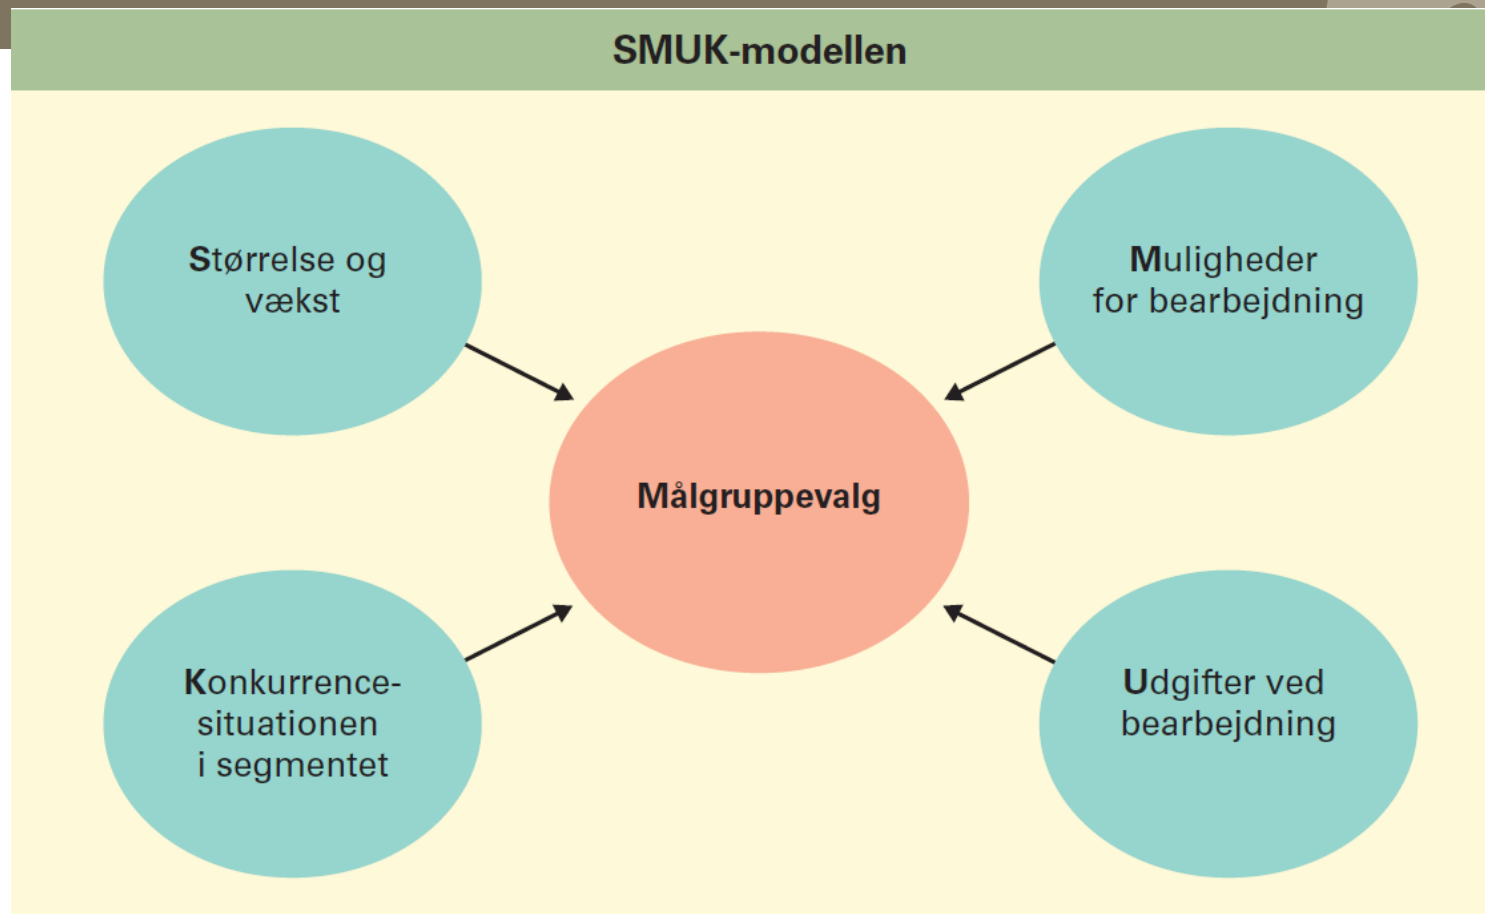 SMUK-modellen
Størrelse og
vækst
Muligheder
for bearbejdning
Målgruppevalg
Konkurrence-
situationen
i segmentet
Udgifter ved
bearbejdning